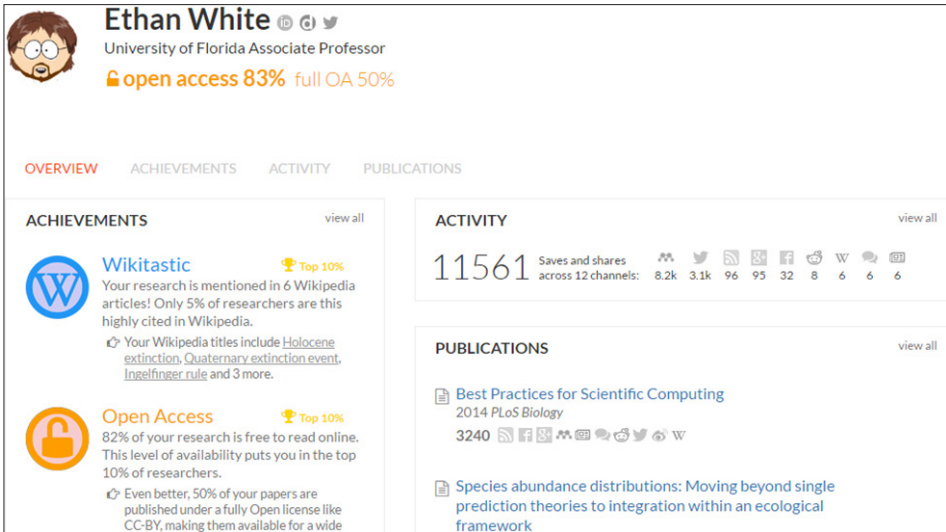 Ethan White
University of Florida Associate Professor
open access 83% full OA 50%
OVERVIEW ACHIEVEMENTS ACTIVITY PUBLICATIONS
ACHIEVEMENTS view all
Wikitastic Top 10%
Your research is mentioned in 6 Wikipedia
articles! Only 5% of researchers are this
highly cited in Wikipedia.
Your Wikipedia titles include Holocene
extinction, Quaternary extinction event,
Ingelfinger rule and 3 more.
Open Access Top 10%
82% of your research is free to read online.
This level of availability puts you in the top
10% of researchers.
Even better, 50% of your papers are
published under a fully Open license like
CC-BY, making them available for a wide
ACTIVITY view all
11561 Saves and shares
across 12 channels:
8.2k 3.1k 96 95 32 8 6 6 6
PUBLICATIONS view all
Best Practices for Scientific Computing
2014 PLoS Biology
3240
Species abundance distributions: Moving beyond single
prediction theories to integration within an ecological
framework